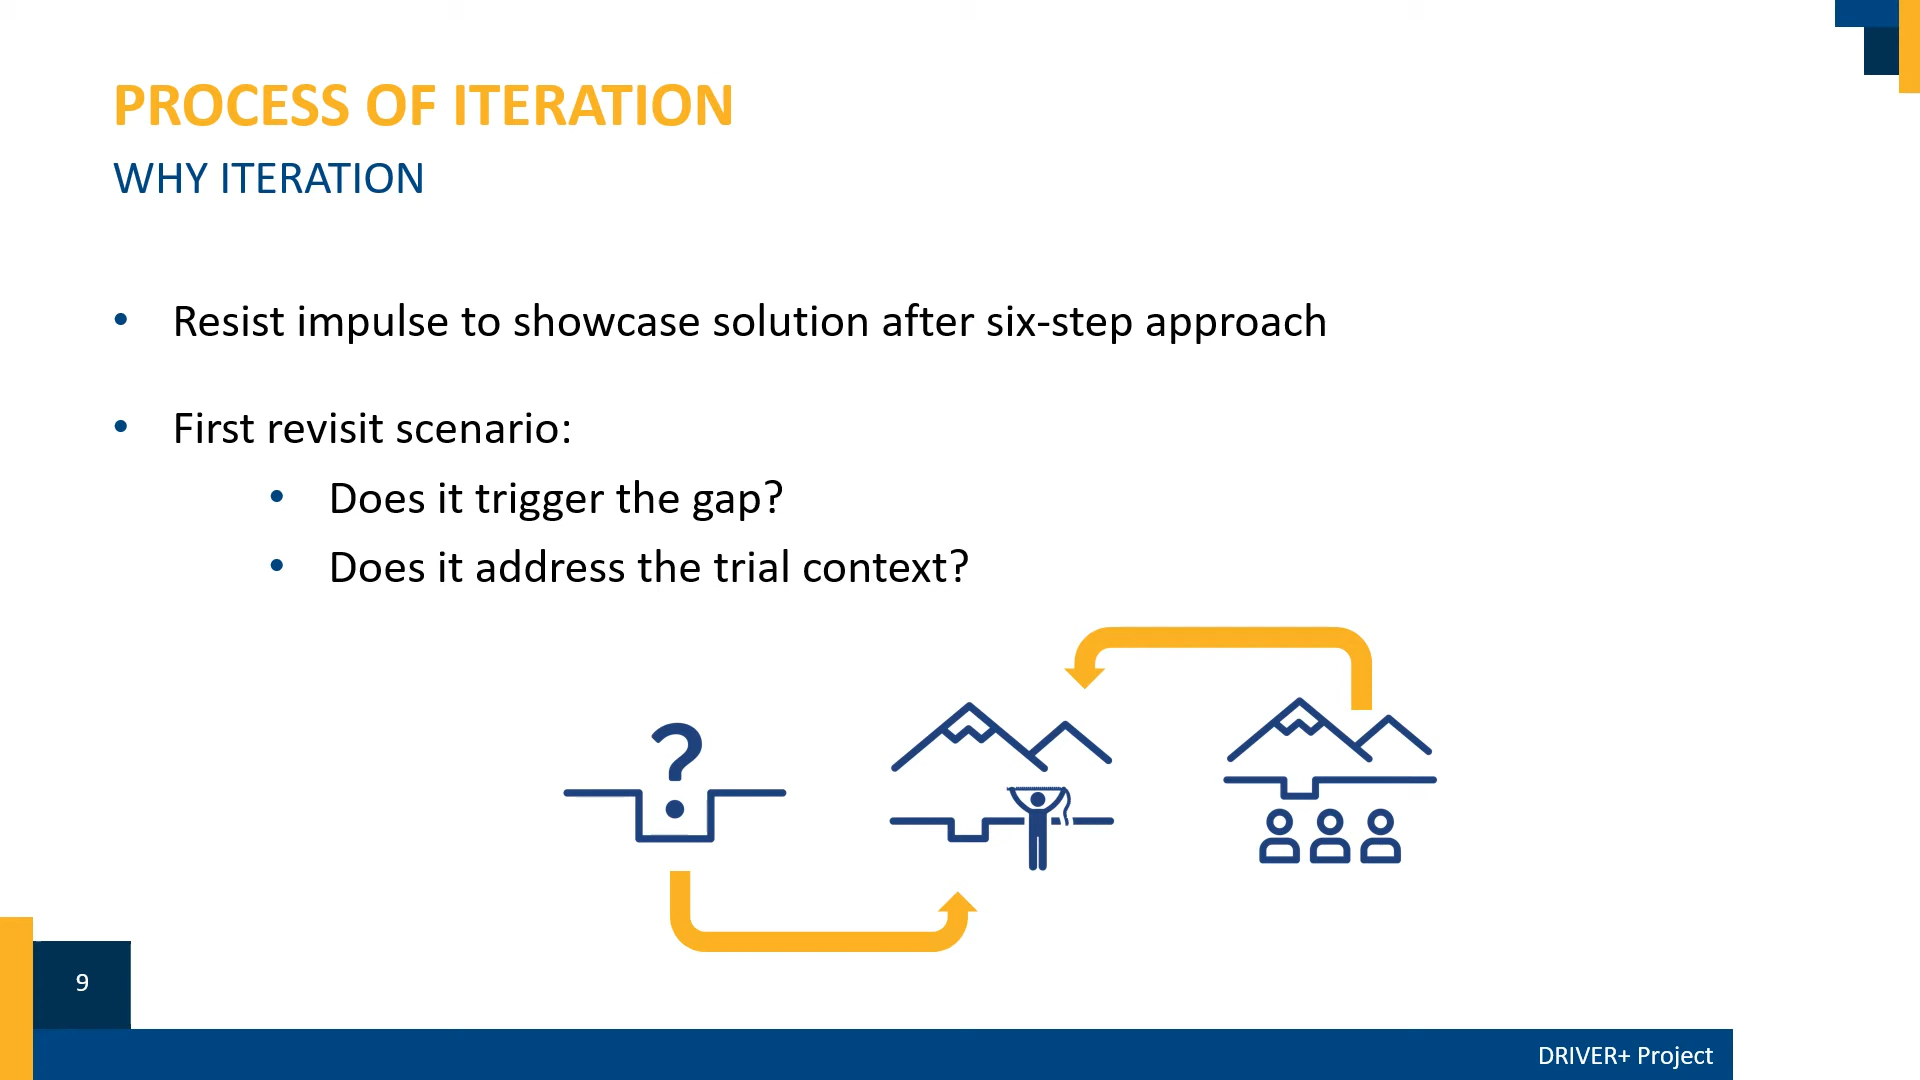 PROCESS OF ITERATION
WHY ITERATION
• Resist impulse to showcase solution after six-step approach
• First revisit scenario:
• Does it trigger the gap?
• Does it address the trial context?
?
9
DRIVER+ Project